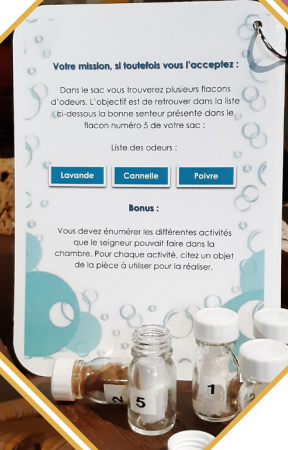 Votre mission, si toutefois vous l'acceptez :
Dans le sac vous trouverez plusieurs flacons
d'odeurs. L'objectif est de retrouver dans la liste
ci-dessous la bonne senteur présente dans le
flacon numéro 5 de votre sac :
Liste des odeurs :
Lavande Cannelle Poivre
Bonus :
Vous devez énumérer les différentes activités
que le seigneur pouvait faire dans la
chambre. Pour chaque activité, citez un objet
de la pièce à utiliser pour la réaliser.
2 5 1